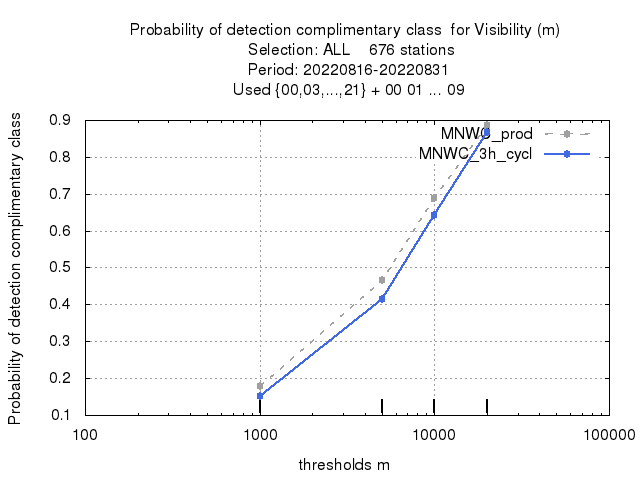 Probability of detection complimentary class  for Visibility (m)
Selection: ALL    676 stations
Period: 20220816-20220831
Used {00,03,...,21} + 00 01 ... 09
Probability of detection complimentary class
0.9
0.8
0.7
0.6
0.5
0.4
0.3
0.2
0.1
MNWC_prod
MNWC_3h_cycl
100
1000
10000
100000
thresholds m